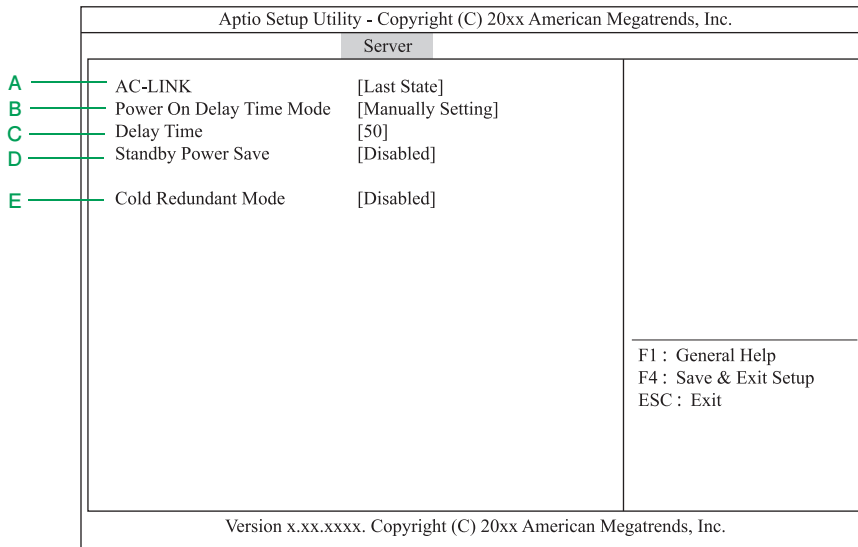 Aptio Setup Utility - Copyright (C) 20xx American Megatrends, Inc.
Server
A AC-LINK [Last State]
B Power On Delay Time Mode [Manually Setting]
C Delay Time [50]
D Standby Power Save [Disabled]
E Cold Redundant Mode [Disabled]
F1 : General Help
F4 : Save & Exit Setup
ESC : Exit
Version x.xx.xxxx. Copyright (C) 20xx American Megatrends, Inc.